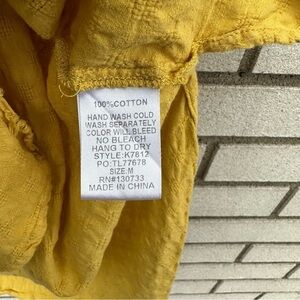 100%COTTON
HAND WASH COLD
WASH SEPARATELY
COLOR WILL BLEED
NO BLEACH
HANG TO DRY
STYLE:K7812
PO:TL77678
SIZE:M
RN#130733
MADE IN CHINA